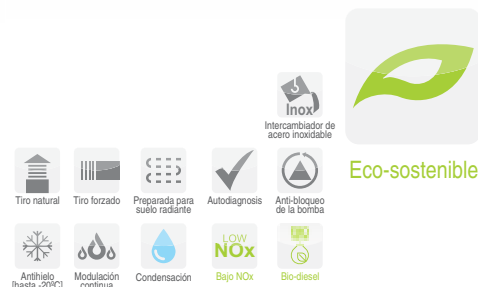 Inox
Intercambiador de
acero inoxidable
Eco-sostenible
Tiro natural
Tiro forzado
Preparada para
suelo radiante
Autodiagnosis
Anti-bloqueo
de la bomba
Antihielo
[hasta -20ºC]
Modulación
continua
Condensación
LOW
NOx
Bajo NOx
Bio-diesel